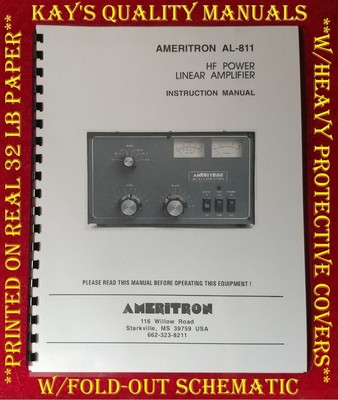 KAY'S QUALITY MANUALS
**PRINTED ON REAL 32 LB PAPER**
AMERITRON AL-811
HF POWER
LINEAR AMPLIFIER
INSTRUCTION MANUAL
AMERITRON
PLEASE READ THIS MANUAL BEFORE OPERATING THIS EQUIPMENT !
AMERITRON
116 Willow Road
Starkville, MS 39759 USA
662-323-8211
**W/HEAVY PROTECTIVE COVERS**
W/FOLD-OUT SCHEMATIC